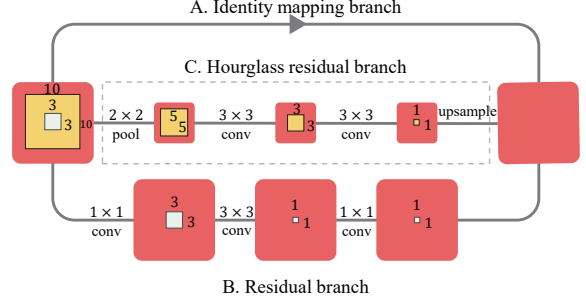 A. Identity mapping branch
C. Hourglass residual branch
10
3
3
10
2 × 2
pool
5
5
3 × 3
conv
3
3
3 × 3
conv
1
1
upsample
1 × 1
conv
3
3
3 × 3
conv
1
1
1 × 1
conv
1
1
B. Residual branch